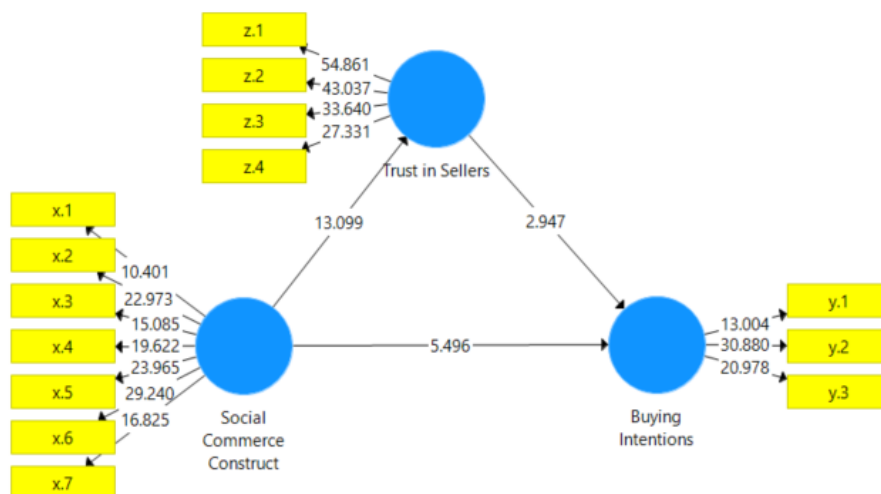 z.1
z.2
z.3
z.4
54.861
43.037
33.640
27.331
Trust in Sellers
13.099
2.947
x.1
x.2
x.3
x.4
x.5
x.6
x.7
10.401
22.973
15.085
19.622
23.965
29.240
16.825
Social
Commerce
Construct
5.496
Buying
Intentions
13.004
30.880
20.978
y.1
y.2
y.3